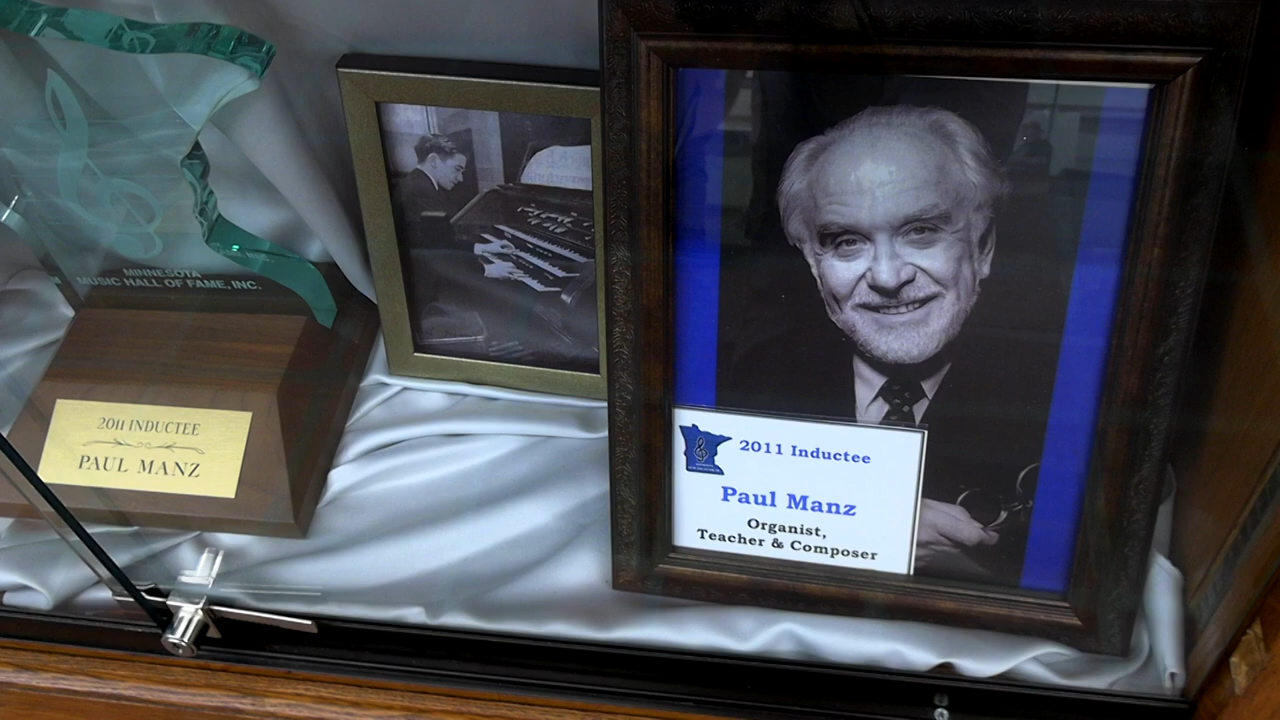 MINNESOTA
MUSIC HALL OF FAME, INC.
2011 INDUCTEE
PAUL MANZ
2011 Inductee
Paul Manz
Organist,
Teacher & Composer